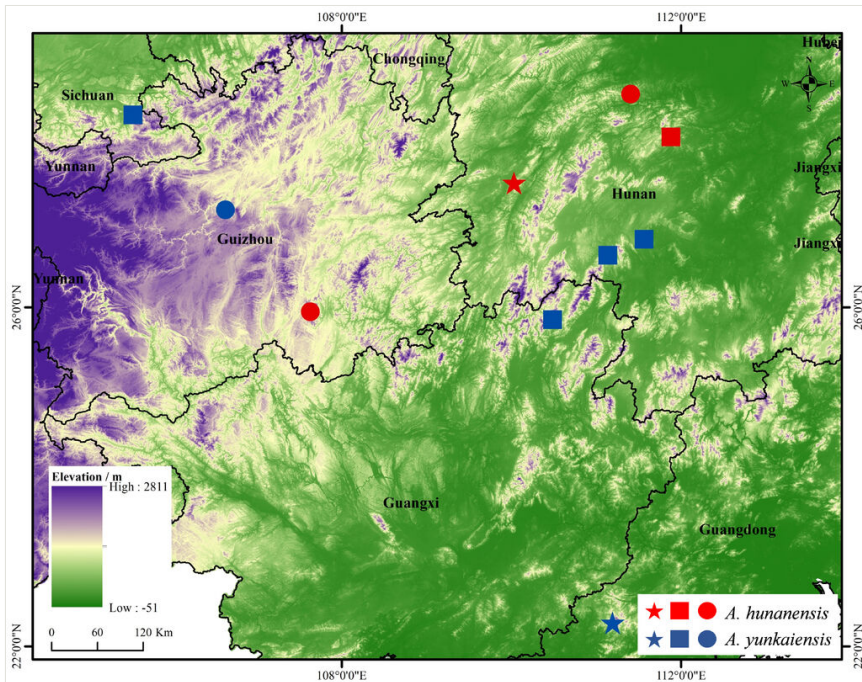 108°0'0"E 112°0'0"E
Hubei
Chongqing
N
W E
S
Sichuan
Yunnan
Jiangxi
Hunan
Guizhou
Jiangxi
Yunnan
26°0'0"N
26°0'0"N
Elevation / m
High : 2811
Guangxi
Guangdong
Low : -51
0 60 120 Km
A. hunanensis
A. yunkaiensis
22°0'0"N
22°0'0"N
108°0'0"E 112°0'0"E